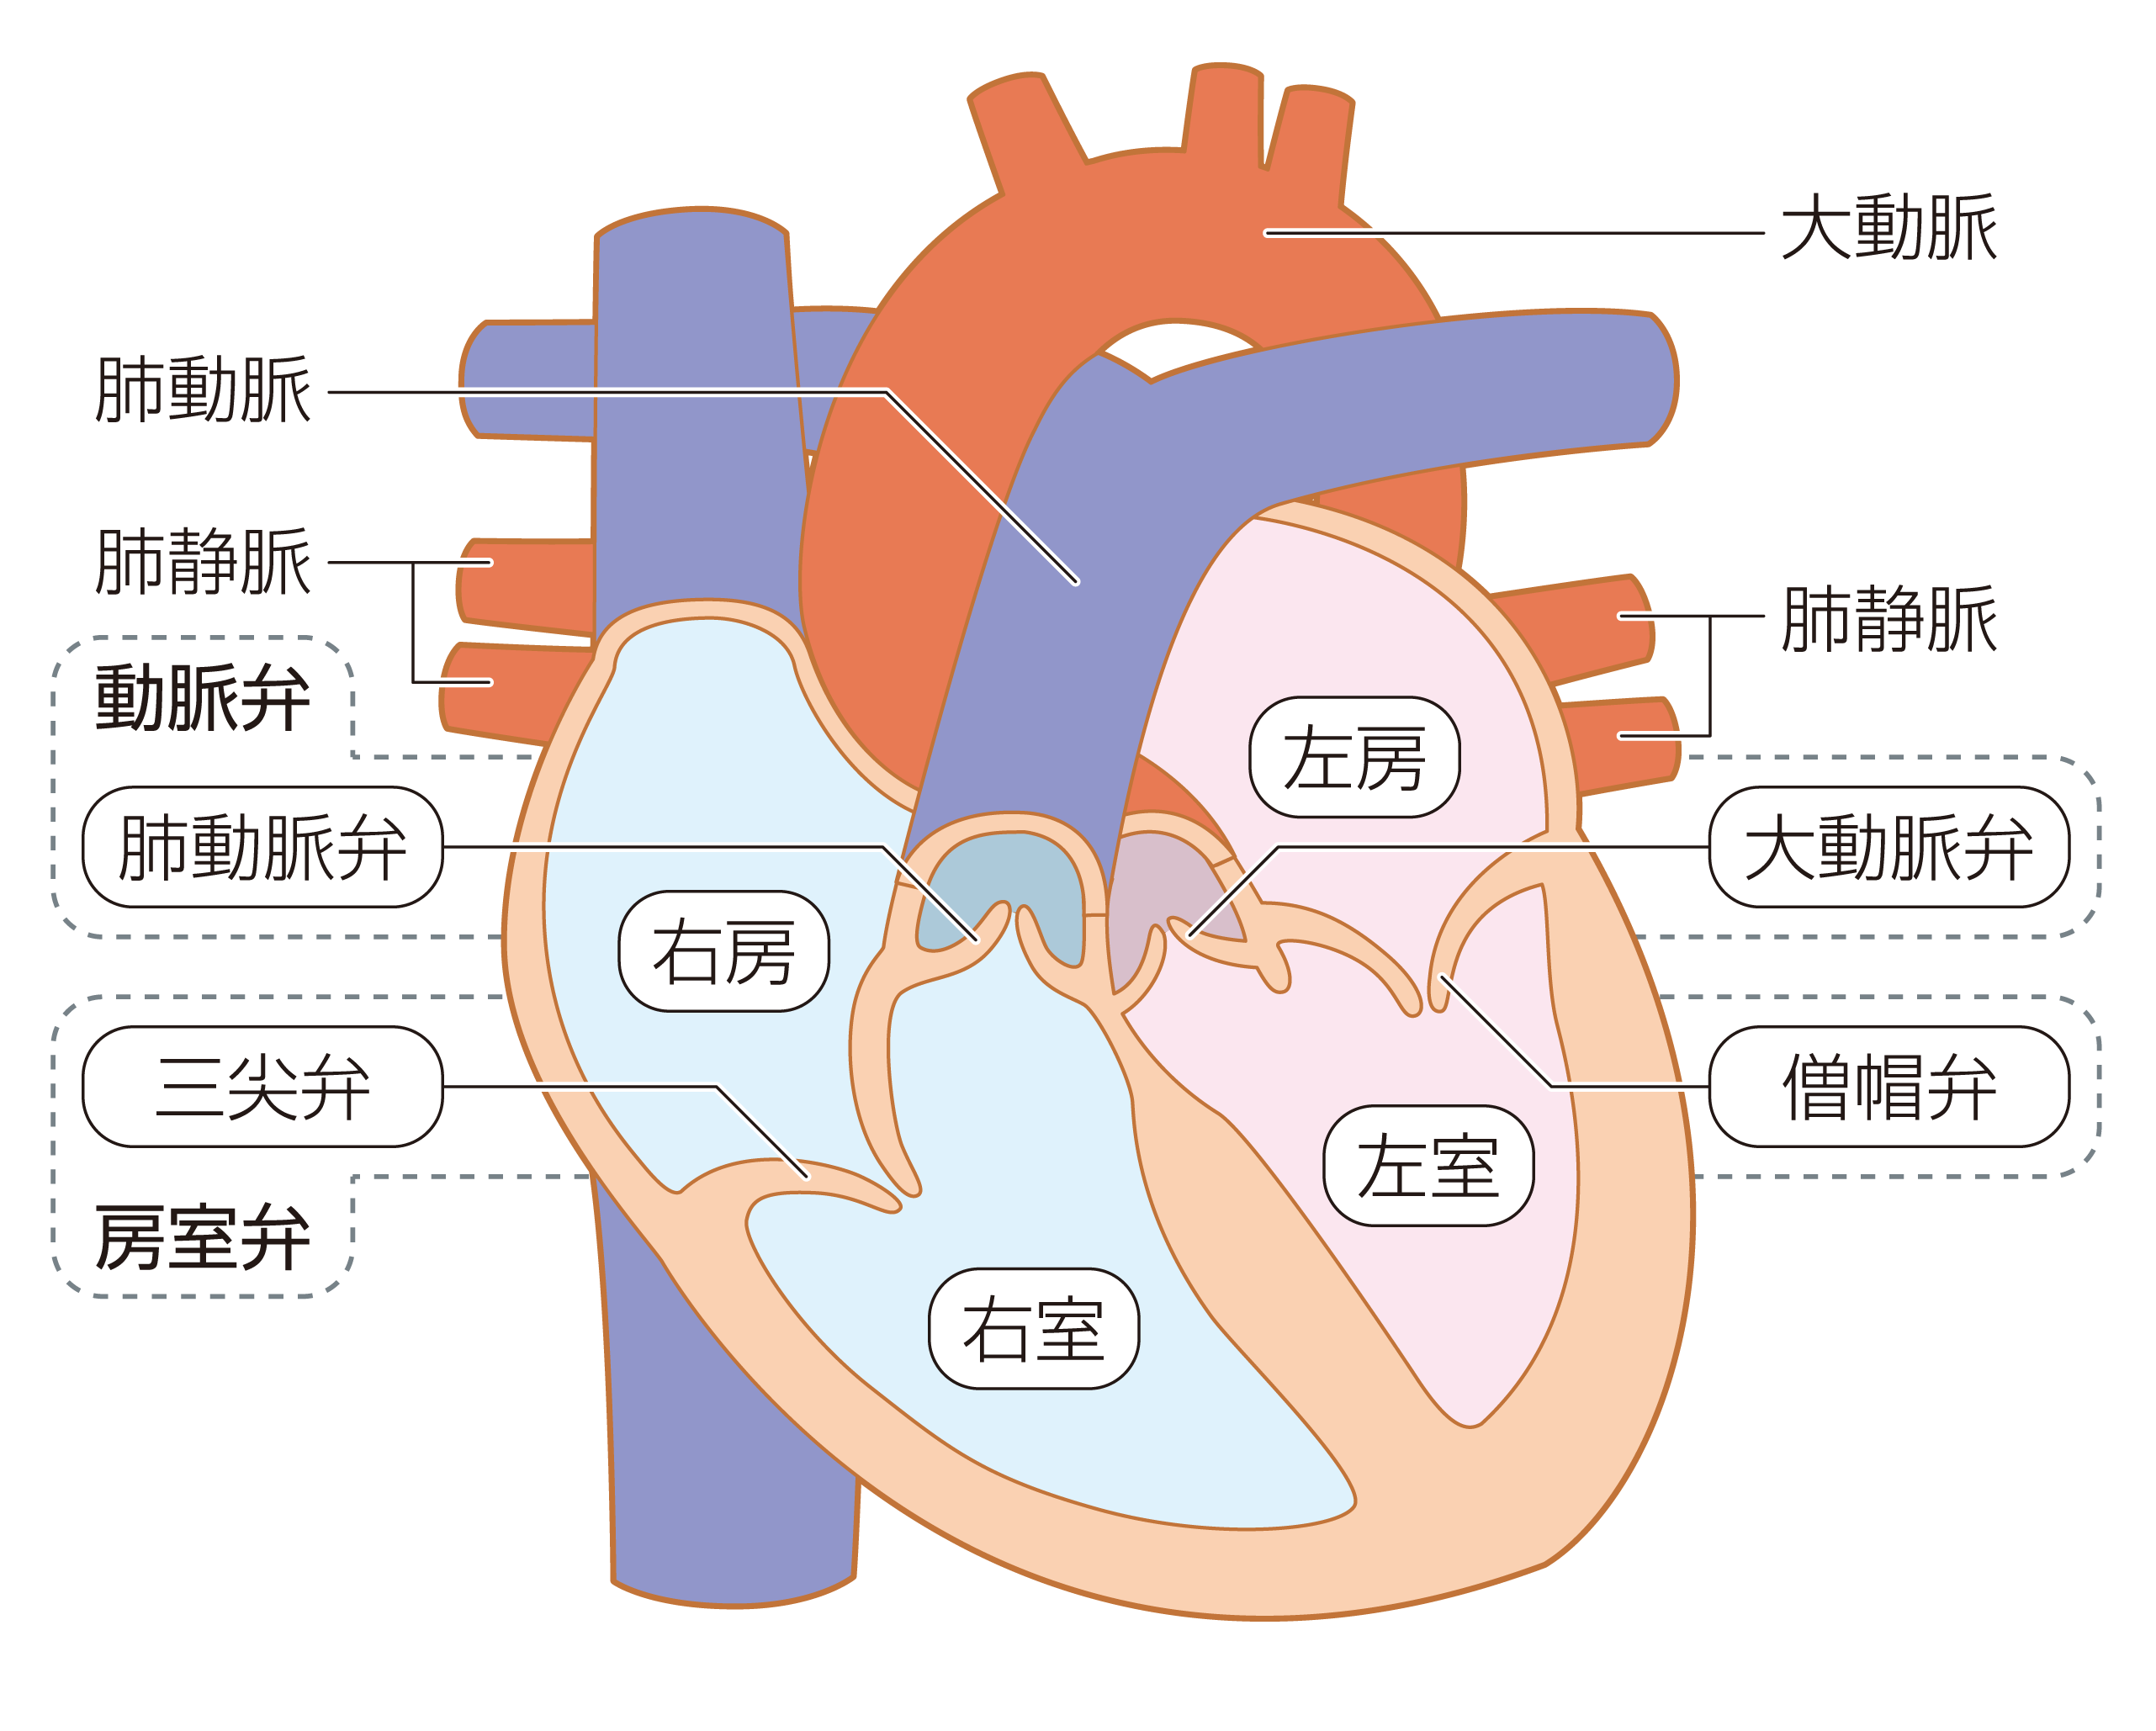 大動脈
肺動脈
肺静脈
肺静脈
動脈弁
左房
肺動脈弁
大動脈弁
右房
三尖弁
僧帽弁
左室
房室弁
右室